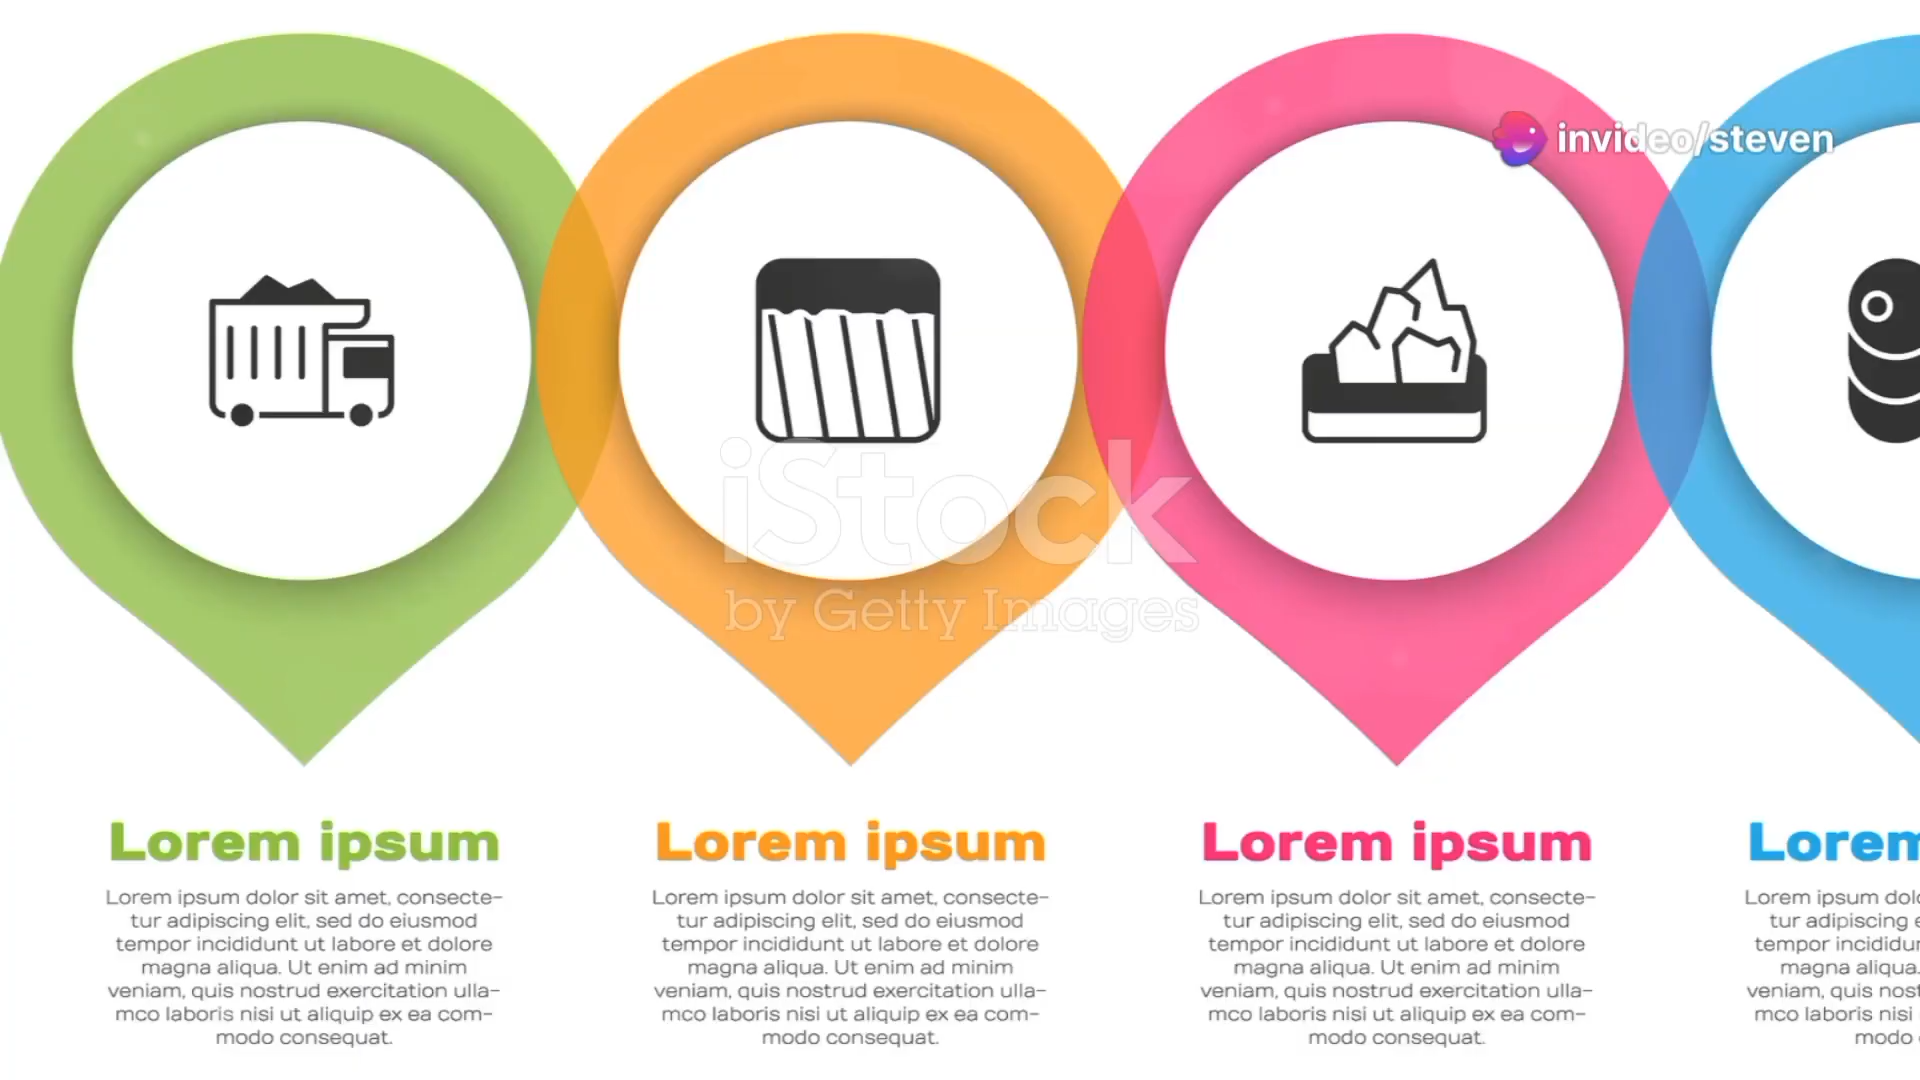 invideo/steven
iStock
by Getty Images
Lorem ipsum
Lorem ipsum dolor sit amet, consecte-
tur adipiscing elit, sed do eiusmod
tempor incididunt ut labore et dolore
magna aliqua. Ut enim ad minim
veniam, quis nostrud exercitation ulla-
mco laboris nisi ut aliquip ex ea com-
modo consequat.
Lorem ipsum
Lorem ipsum dolor sit amet, consecte-
tur adipiscing elit, sed do eiusmod
tempor incididunt ut labore et dolore
magna aliqua. Ut enim ad minim
veniam, quis nostrud exercitation ulla-
mco laboris nisi ut aliquip ex ea com-
modo consequat.
Lorem ipsum
Lorem ipsum dolor sit amet, consecte-
tur adipiscing elit, sed do eiusmod
tempor incididunt ut labore et dolore
magna aliqua. Ut enim ad minim
veniam, quis nostrud exercitation ulla-
mco laboris nisi ut aliquip ex ea com-
modo consequat.
Lorem
Lorem ipsum
tur adipiscing
tempor
magna aliqua.
veniam, quis
mco laboris nisi
modo